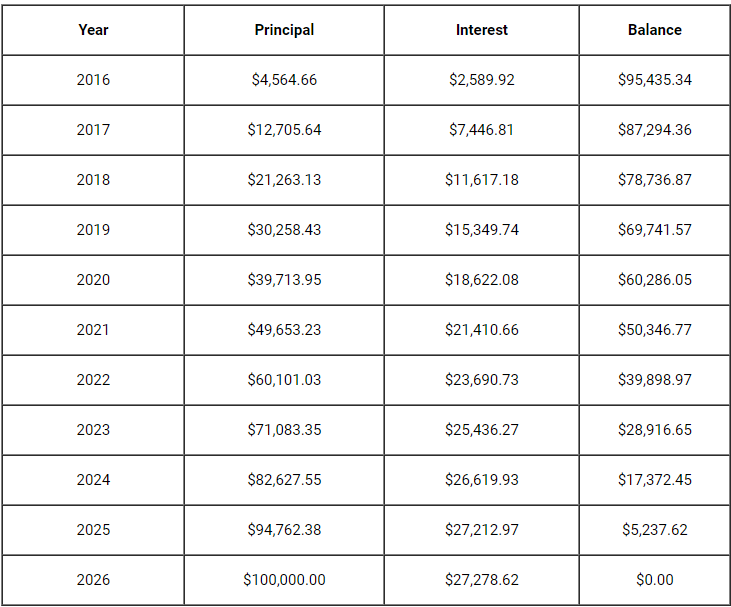 Year Principal Interest Balance
2016 $4,564.66 $2,589.92 $95,435.34
2017 $12,705.64 $7,446.81 $87,294.36
2018 $21,263.13 $11,617.18 $78,736.87
2019 $30,258.43 $15,349.74 $69,741.57
2020 $39,713.95 $18,622.08 $60,286.05
2021 $49,653.23 $21,410.66 $50,346.77
2022 $60,101.03 $23,690.73 $39,898.97
2023 $71,083.35 $25,436.27 $28,916.65
2024 $82,627.55 $26,619.93 $17,372.45
2025 $94,762.38 $27,212.97 $5,237.62
2026 $100,000.00 $27,278.62 $0.00